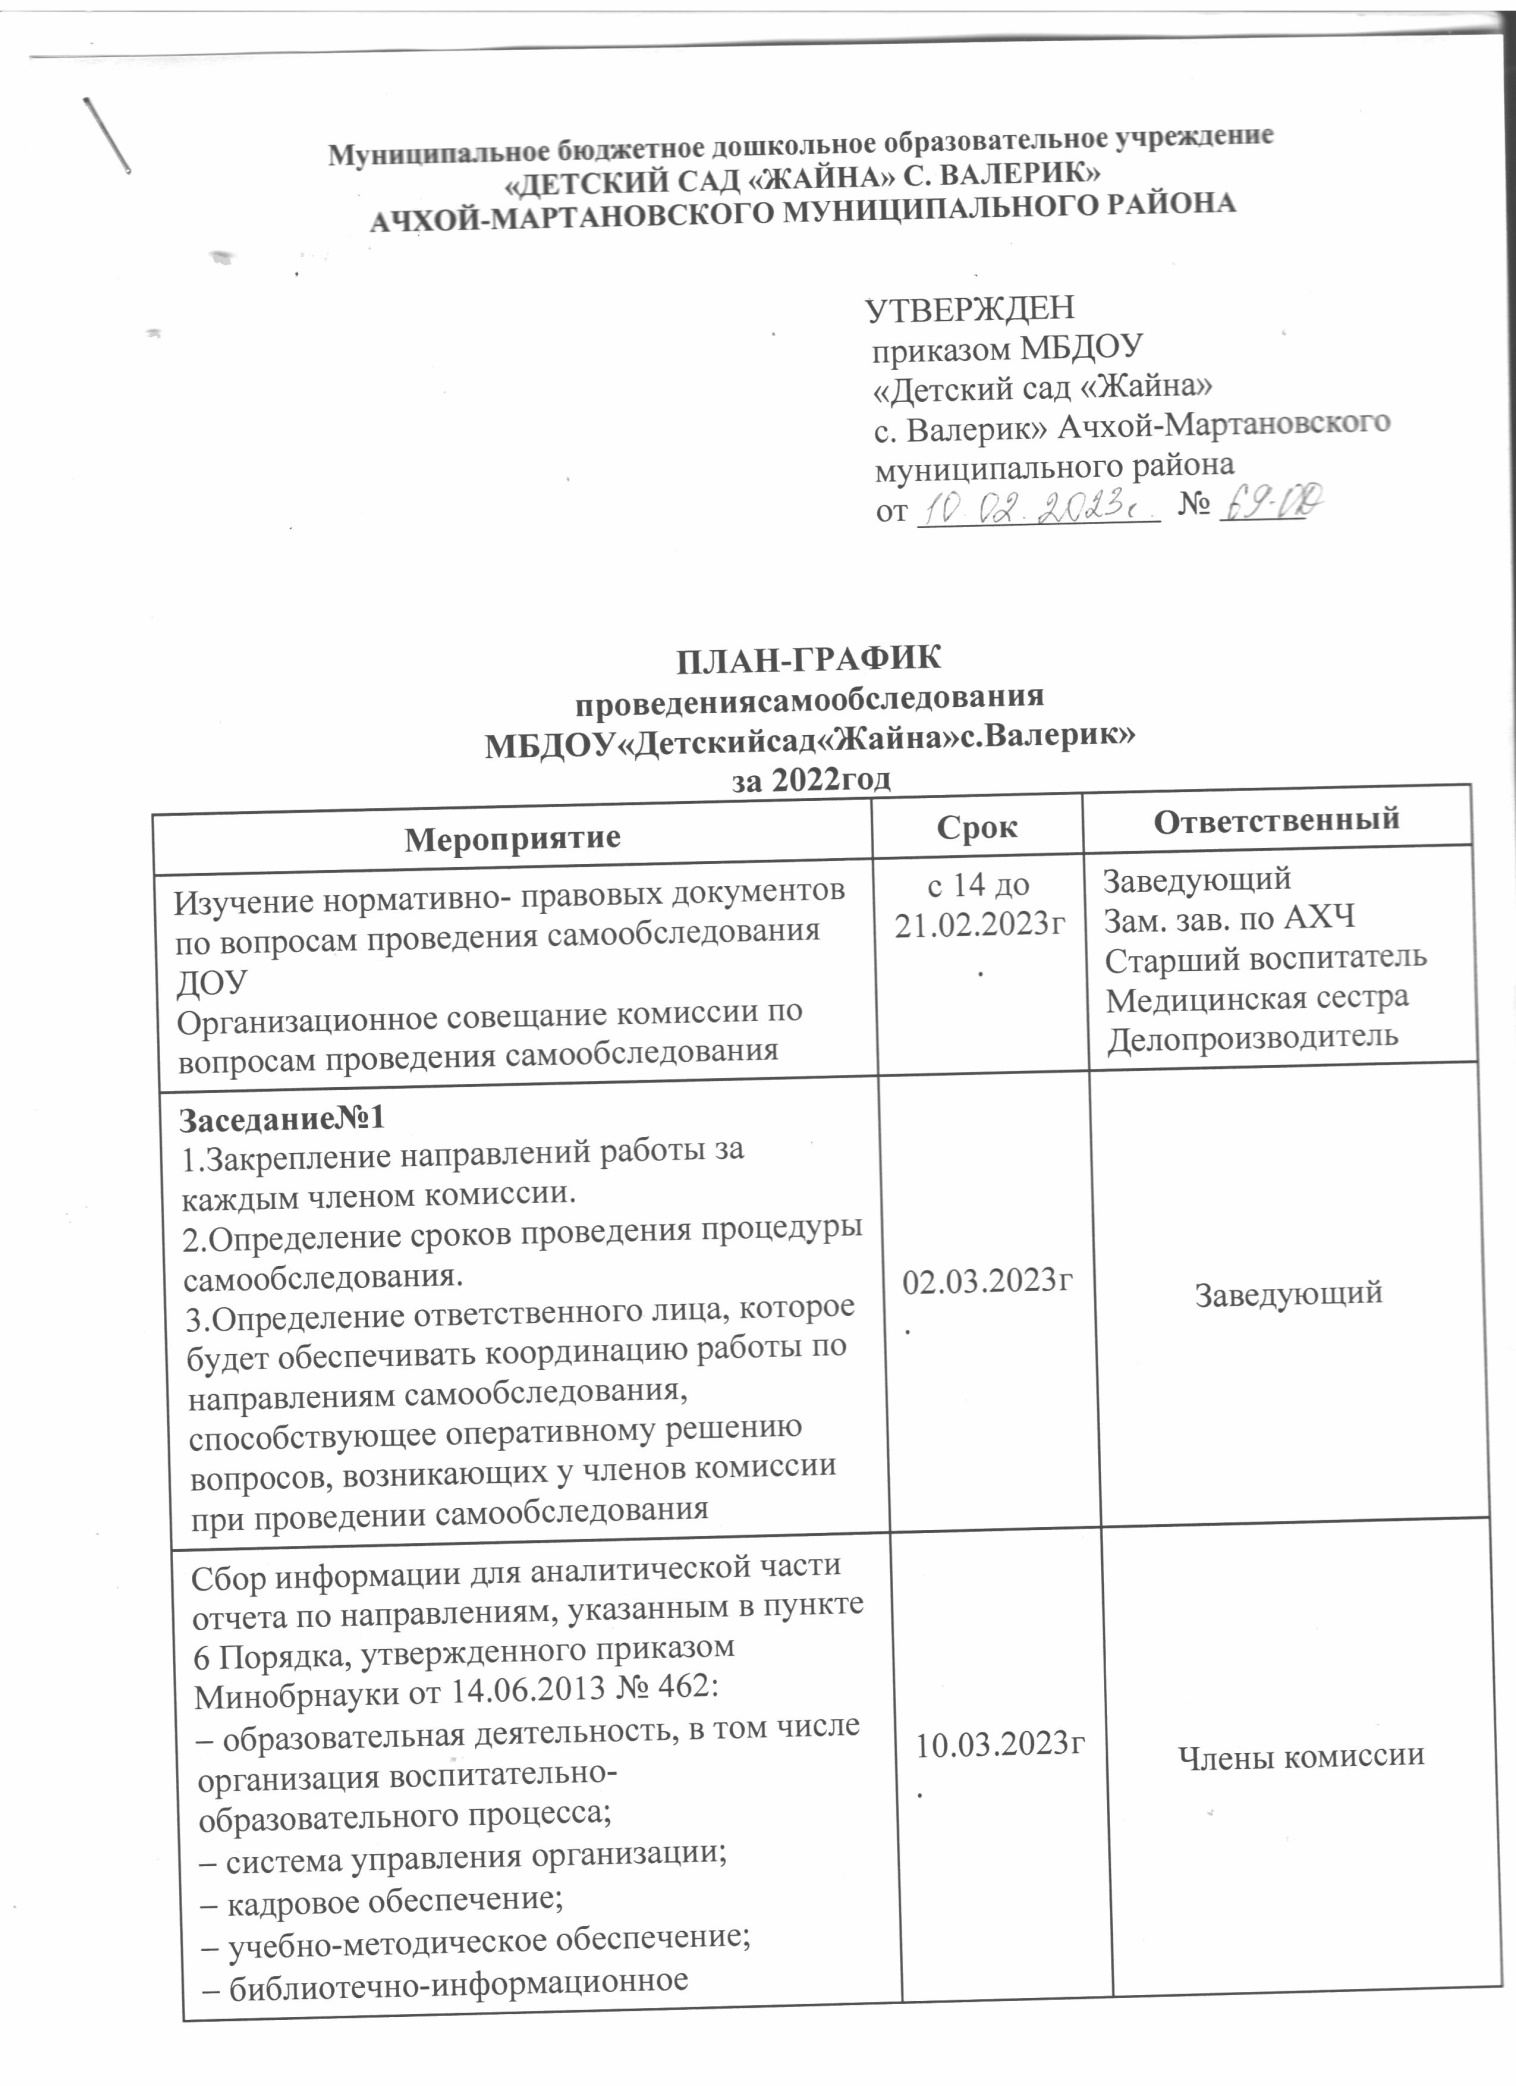 Муниципальное бюджетное дошкольное образовательное учреждение
«ДЕТСКИЙ САД «ЖАЙНА» С. ВАЛЕРИК»
АЧХОЙ-МАРТАНОВСКОГО МУНИЦИПАЛЬНОГО РАЙОНА
УТВЕРЖДЕН
приказом МБДОУ
«Детский сад «Жайна»
с. Валерик» Ачхой-Мартановского
муниципального района
от 10.02.2023г. № 69-ОД
ПЛАН-ГРАФИК
проведениясамообследования
МБДОУ«Детскийсад«Жайна»с.Валерик»
за 2022год
Мероприятие
Срок
Ответственный
Изучение нормативно- правовых документов
по вопросам проведения самообследования
ДОУ
Организационное совещание комиссии по
вопросам проведения самообследования
с 14 до
21.02.2023г
.
Заведующий
Зам. зав. по АХЧ
Старший воспитатель
Медицинская сестра
Делопроизводитель
Заседание№1
1.Закрепление направлений работы за
каждым членом комиссии.
2.Определение сроков проведения процедуры
самообследования.
3.Определение ответственного лица, которое
будет обеспечивать координацию работы по
направлениям самообследования,
способствующее оперативному решению
вопросов, возникающих у членов комиссии
при проведении самообследования
02.03.2023г
.
Заведующий
Сбор информации для аналитической части
отчета по направлениям, указанным в пункте
6 Порядка, утвержденного приказом
Минобрнауки от 14.06.2013 № 462:
– образовательная деятельность, в том числе
организация воспитательно-
образовательного процесса;
– система управления организации;
– кадровое обеспечение;
– учебно-методическое обеспечение;
– библиотечно-информационное
10.03.2023г
.
Члены комиссии